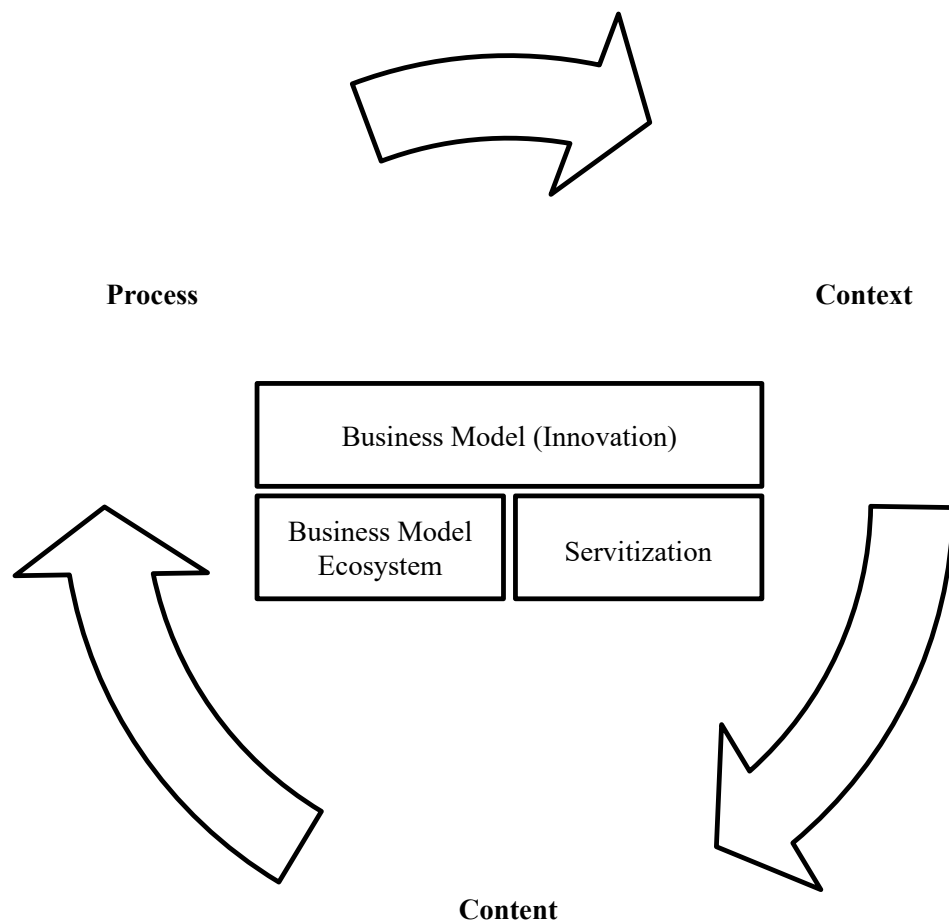 Process
Context
Business Model (Innovation)
Business Model
Ecosystem
Servitization
Content